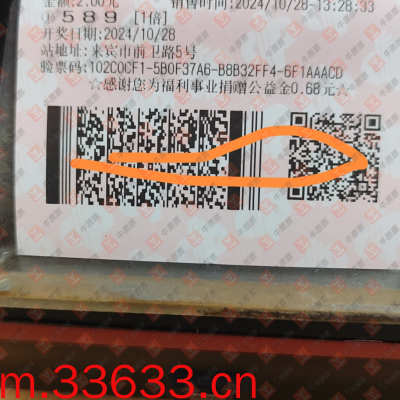 金额:2.00元 销售时间:2024/10/28-13:28:33
589 [1倍]
开奖日期:2024/10/28
站地址:来宾市前卫路5号
验票码:102C0CF1-5B0F37A6-B8B32FF4-6F1AAACD
☆感谢您为福利事业捐赠公益金0.68元☆
m.33633.cn